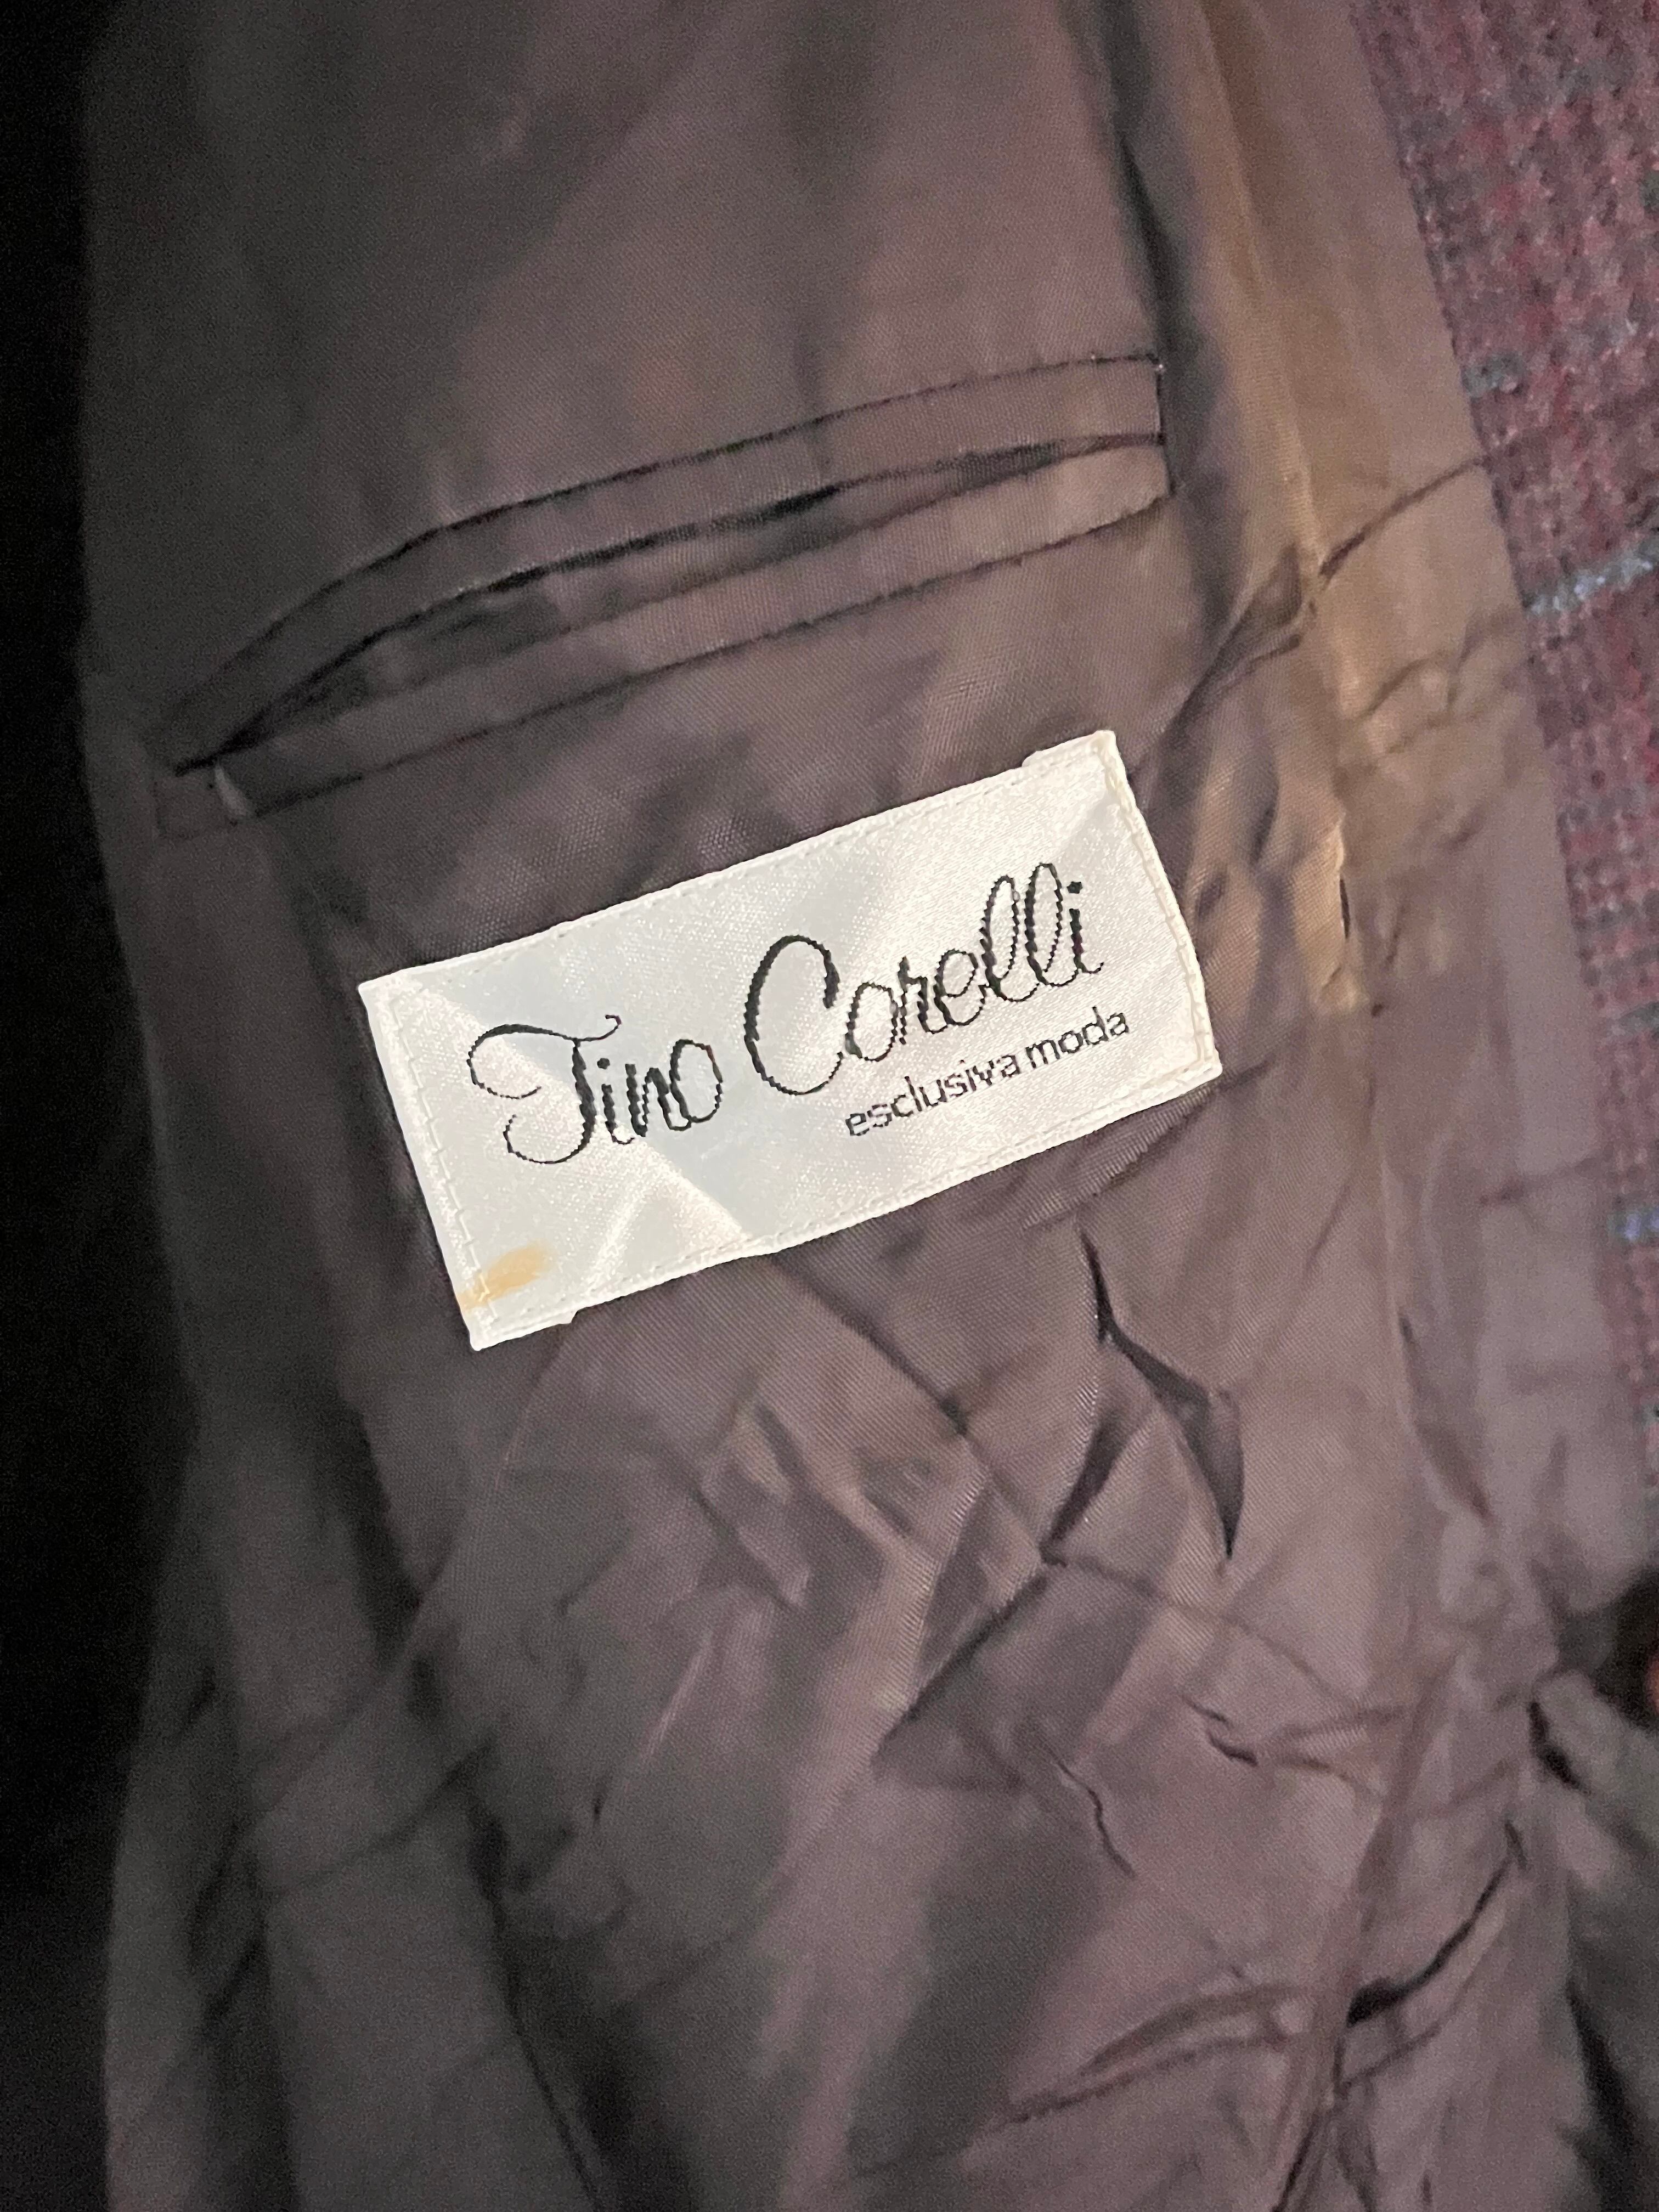 Tino Corelli
esclusiva moda